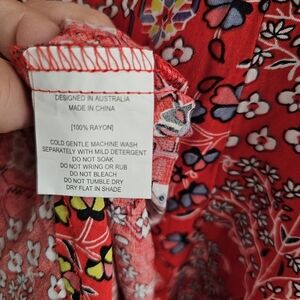 DESIGNED IN AUSTRALIA
MADE IN CHINA
[100% RAYON]
COLD GENTLE MACHINE WASH
SEPARATELY WITH MILD DETERGENT
DO NOT SOAK
DO NOT WRING OR RUB
DO NOT BLEACH
DO NOT TUMBLE DRY
DRY FLAT IN SHADE